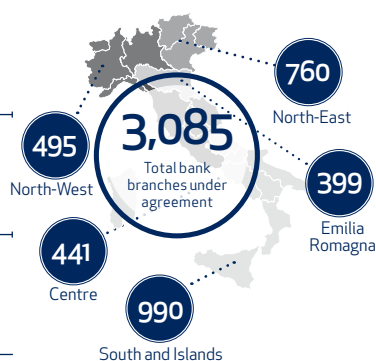 760
North-East
3,085
Total bank
branches under
agreement
495
North-West
399
Emilia
Romagna
441
Centre
990
South and Islands